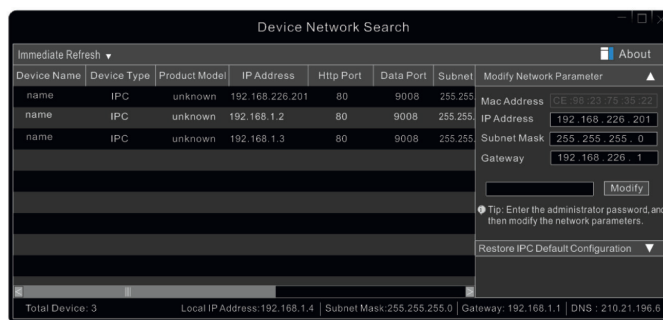 Device Network Search
Immediate Refresh
About
Device Name Device Type Product Model IP Address Http Port Data Port Subnet
name IPC unknown 192.168.226.201 80 9008 255.255
name IPC unknown 192.168.1.2 80 9008 255.255.
name IPC unknown 192.168.1.3 80 9008 255.255
Modify Network Parameter
Mac Address CE:98:23:75:35:22
IP Address 192.168.226.201
Subnet Mask 255.255.255.0
Gateway 192.168.226.1
Modify
Tip: Enter the administrator password, and
then modify the network parameters.
Restore IPC Default Configuration
Total Device: 3 Local IP Address:192.168.1.4 Subnet Mask:255.255.255.0 Gateway: 192.168.1.1 DNS : 210.21.196.6